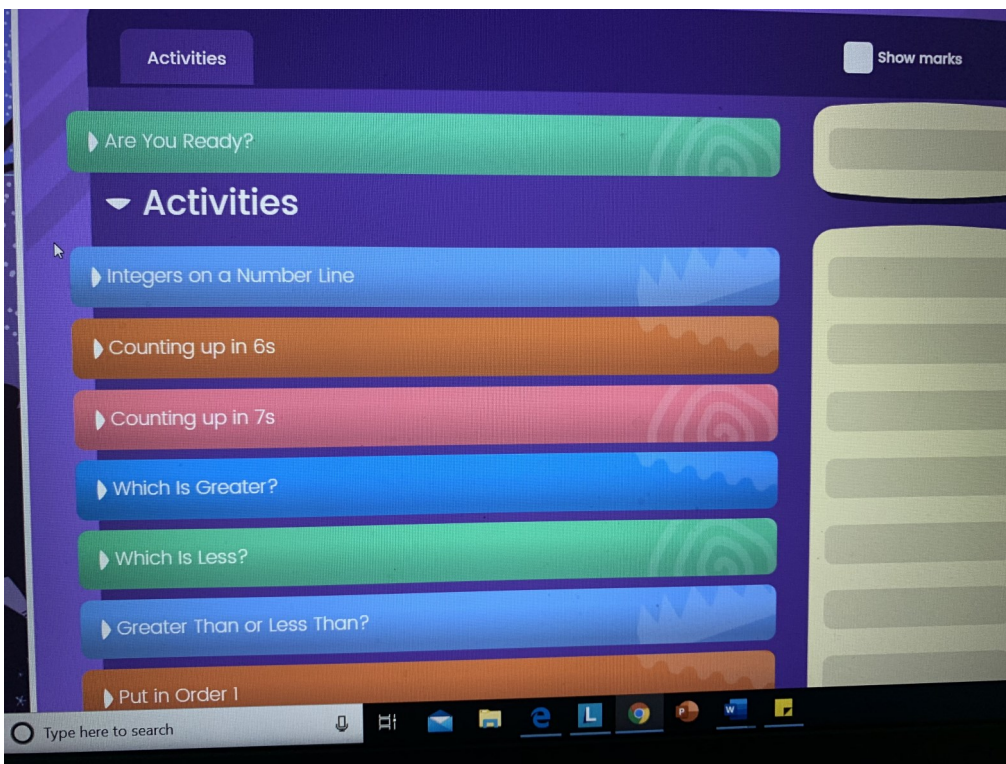 Activities
Show marks
Are You Ready?
Activities
Integers on a Number Line
Counting up in 6s
Counting up in 7s
Which Is Greater?
Which Is Less?
Greater Than or Less Than?
Put in Order 1
Type here to search
L
P
W